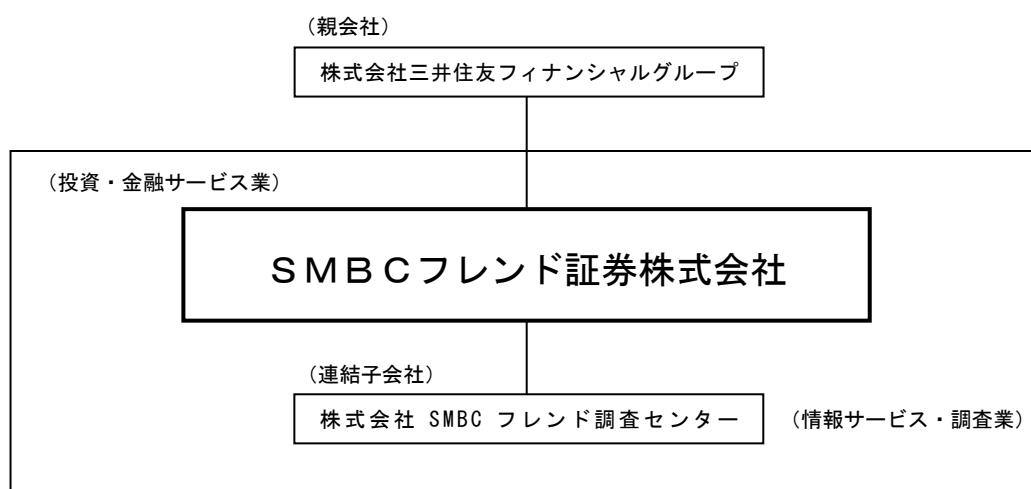 （親会社）
株式会社三井住友フィナンシャルグループ
（投資・金融サービス業）
ＳＭＢＣフレンド証券株式会社
（連結子会社）
株式会社 SMBC フレンド調査センター
（情報サービス・調査業）